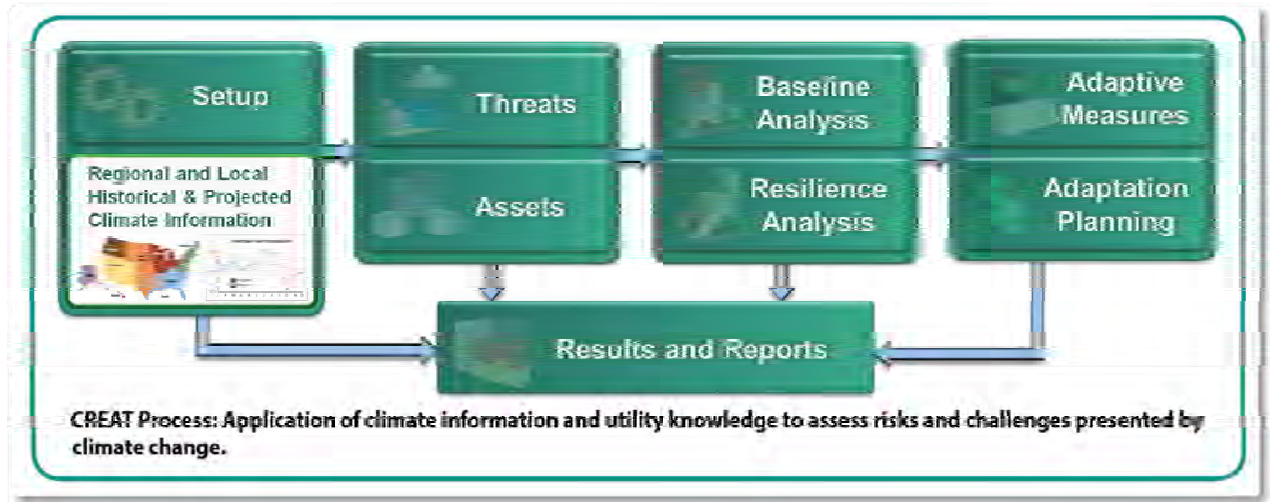 Setup
Regional and Local
Historical & Projected
Climate Information
Threats
Assets
Baseline
Analysis
Resilience
Analysis
Adaptive
Measures
Adaptation
Planning
Results and Reports
CREAT Process: Application of climate information and utility knowledge to assess risks and challenges presented by
climate change.